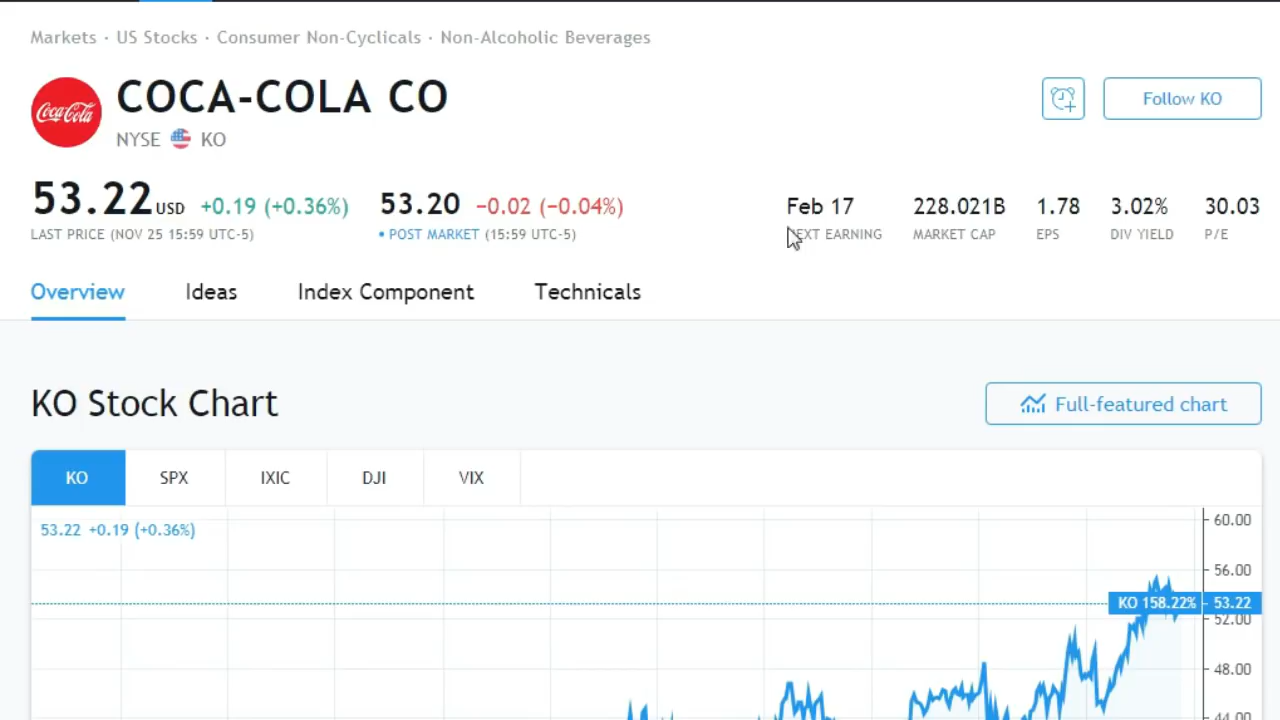 Markets · US Stocks · Consumer Non-Cyclicals · Non-Alcoholic Beverages
Coca-Cola
COCA-COLA CO
NYSE KO
Follow KO
53.22 USD +0.19 (+0.36%) 53.20 −0.02 (−0.04%)
LAST PRICE (NOV 25 15:59 UTC-5) • POST MARKET (15:59 UTC-5)
Feb 17 228.021B 1.78 3.02% 30.03
NEXT EARNING MARKET CAP EPS DIV YIELD P/E
Overview Ideas Index Component Technicals
KO Stock Chart
Full-featured chart
KO SPX IXIC DJI VIX
53.22 +0.19 (+0.36%)
60.00
56.00
KO 158.22% 53.22
52.00
48.00
44.00